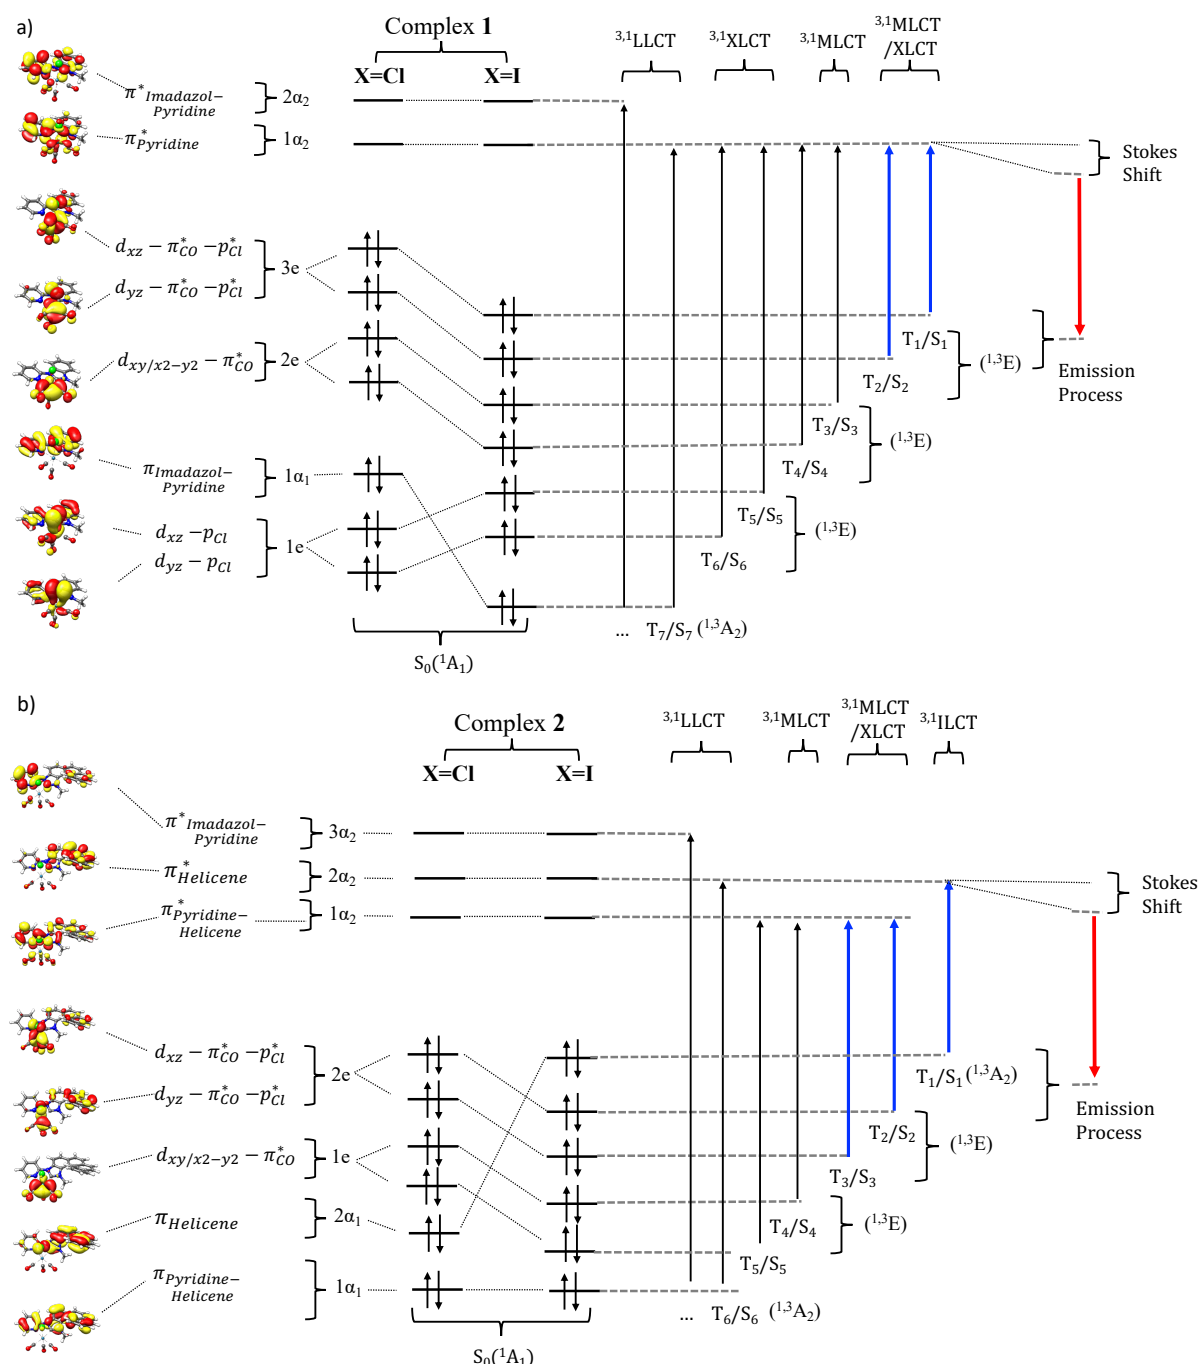 a)
Complex 1
X=Cl
X=I
3,1LLCT
3,1XLCT
3,1MLCT
3,1MLCT
/XLCT
π*Imadazol−
Pyridine
2α2
π*Pyridine
1α2
Stokes
Shift
dxz − π*CO − p*Cl
3e
dyz − π*CO − p*Cl
dxy/x2−y2 − π*CO
2e
T1/S1
(1,3E)
T2/S2
Emission
Process
T3/S3
(1,3E)
T4/S4
πImadazol−
Pyridine
1α1
T5/S5
(1,3E)
T6/S6
dxz − pCl
1e
dyz − pCl
... T7/S7 (1,3A2)
S0(1A1)
b)
Complex 2
X=Cl
X=I
3,1LLCT
3,1MLCT
3,1MLCT
/XLCT
3,1ILCT
π*Imadazol−
Pyridine
3α2
π*Helicene
2α2
π*Pyridine−
Helicene
1α2
Stokes
Shift
dxz − π*CO − p*Cl
2e
dyz − π*CO − p*Cl
T1/S1 (1,3A2)
Emission
Process
dxy/x2−y2 − π*CO
1e
T2/S2
(1,3E)
T3/S3
πHelicene
2α1
T4/S4
(1,3E)
T5/S5
πPyridine−
Helicene
1α1
... T6/S6 (1,3A2)
S0(1A1)